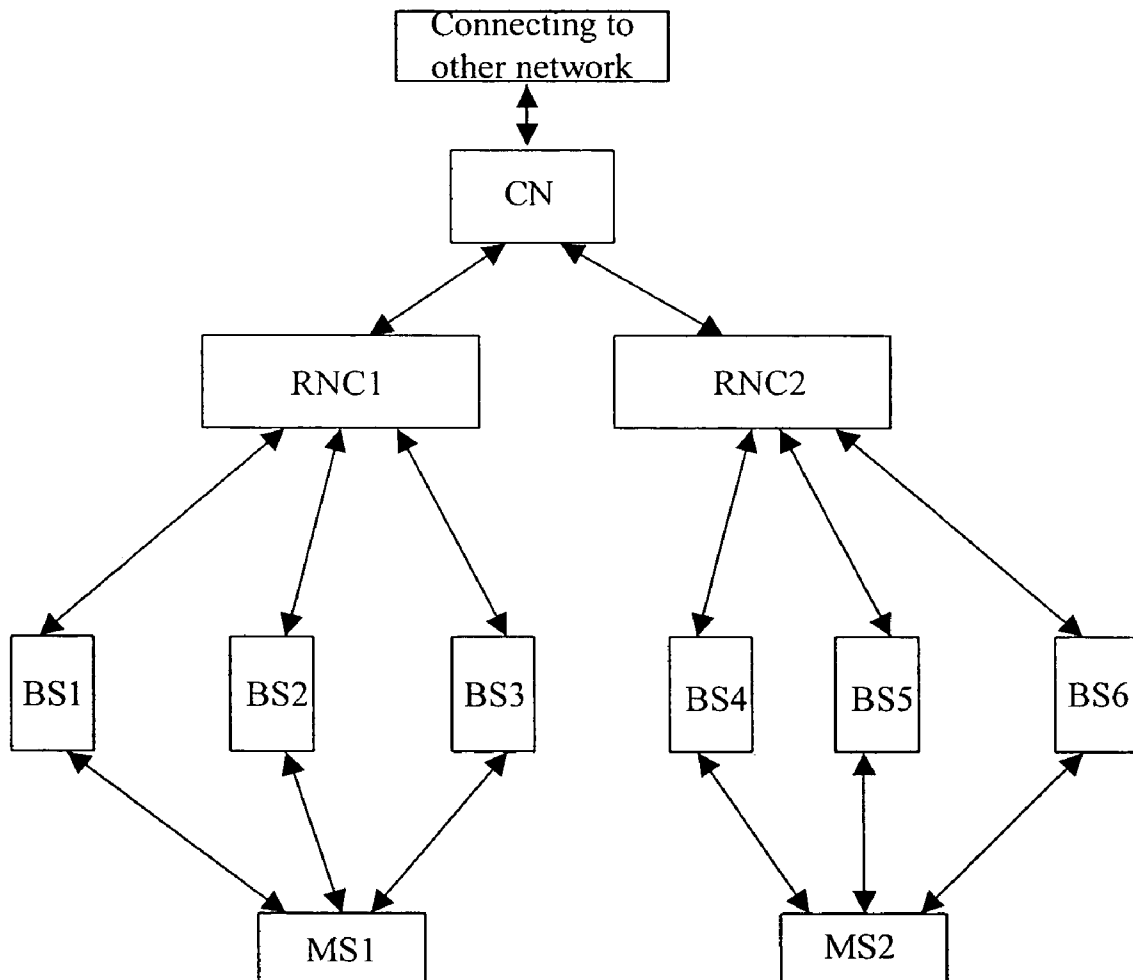 Connecting to
other network
CN
RNC1
RNC2
BS1
BS2
BS3
BS4
BS5
BS6
MS1
MS2